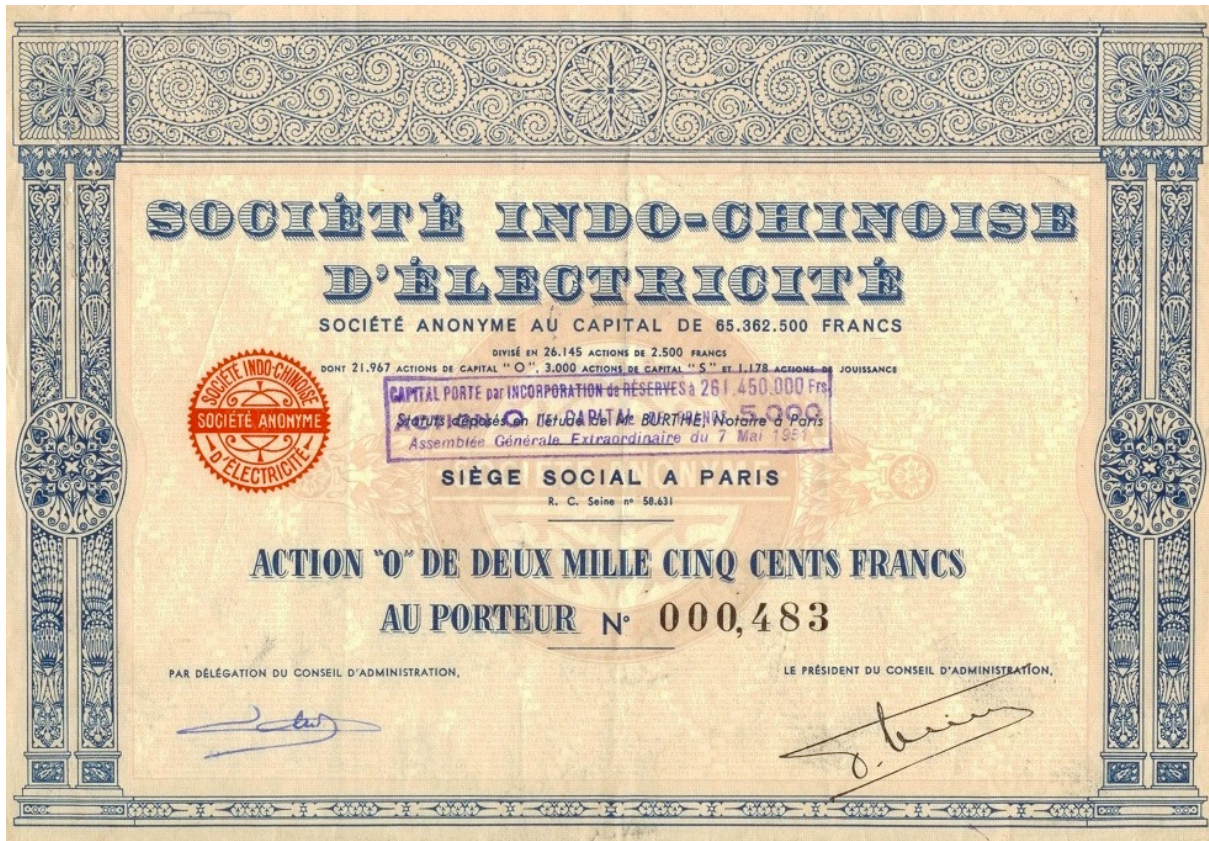 SOCIÉTÉ INDO-CHINOISE
D'ÉLECTRICITÉ
SOCIÉTÉ ANONYME AU CAPITAL DE 65.362.500 FRANCS
DIVISÉ EN 26.145 ACTIONS DE 2.500 FRANCS
DONT 21.967 ACTIONS DE CAPITAL "O", 3.000 ACTIONS DE CAPITAL "S" ET 1.178 ACTIONS DE JOUISSANCE
SOCIÉTÉ INDO-CHINOISE
SOCIÉTÉ ANONYME
D'ÉLECTRICITÉ
CAPITAL PORTE par INCORPORATION de RÉSERVES à 261.450.000 Frs
O CAPITAL 5.000
Statuts déposés en l'étude de Me BURTHE, Notaire à Paris
Assemblée Générale Extraordinaire du 7 Mai 1951
SIÈGE SOCIAL A PARIS
R. C. Seine nº 58.631
ACTION "O" DE DEUX MILLE CINQ CENTS FRANCS
AU PORTEUR Nº 000,483
PAR DÉLÉGATION DU CONSEIL D'ADMINISTRATION,
LE PRÉSIDENT DU CONSEIL D'ADMINISTRATION,